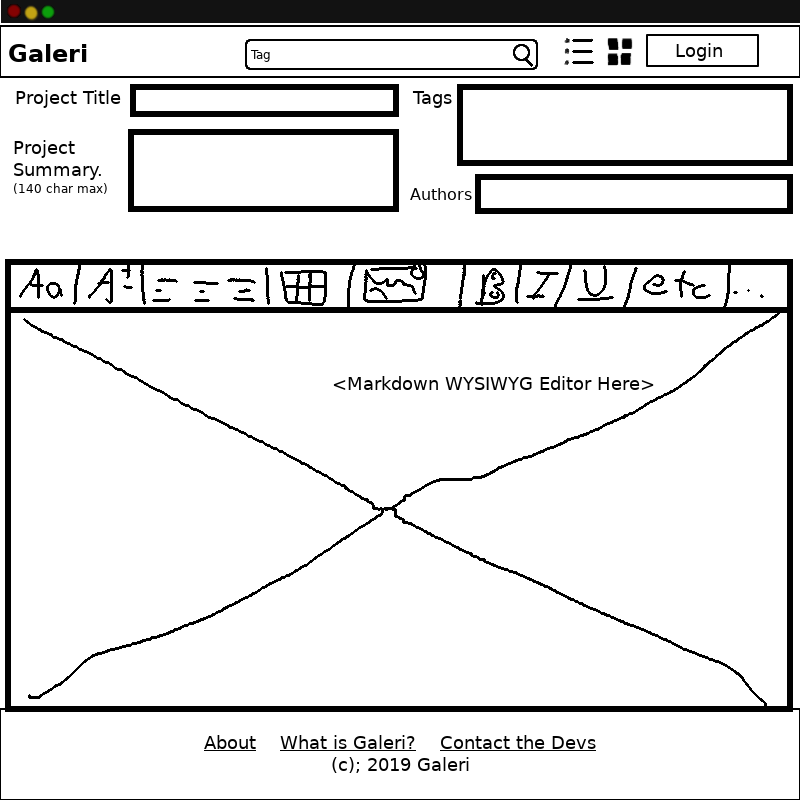 Galeri
Tag
Login
Project Title
Tags
Project
Summary.
(140 char max)
Authors
Aa A± B I U etc ...
<Markdown WYSIWYG Editor Here>
About What is Galeri? Contact the Devs
(c); 2019 Galeri